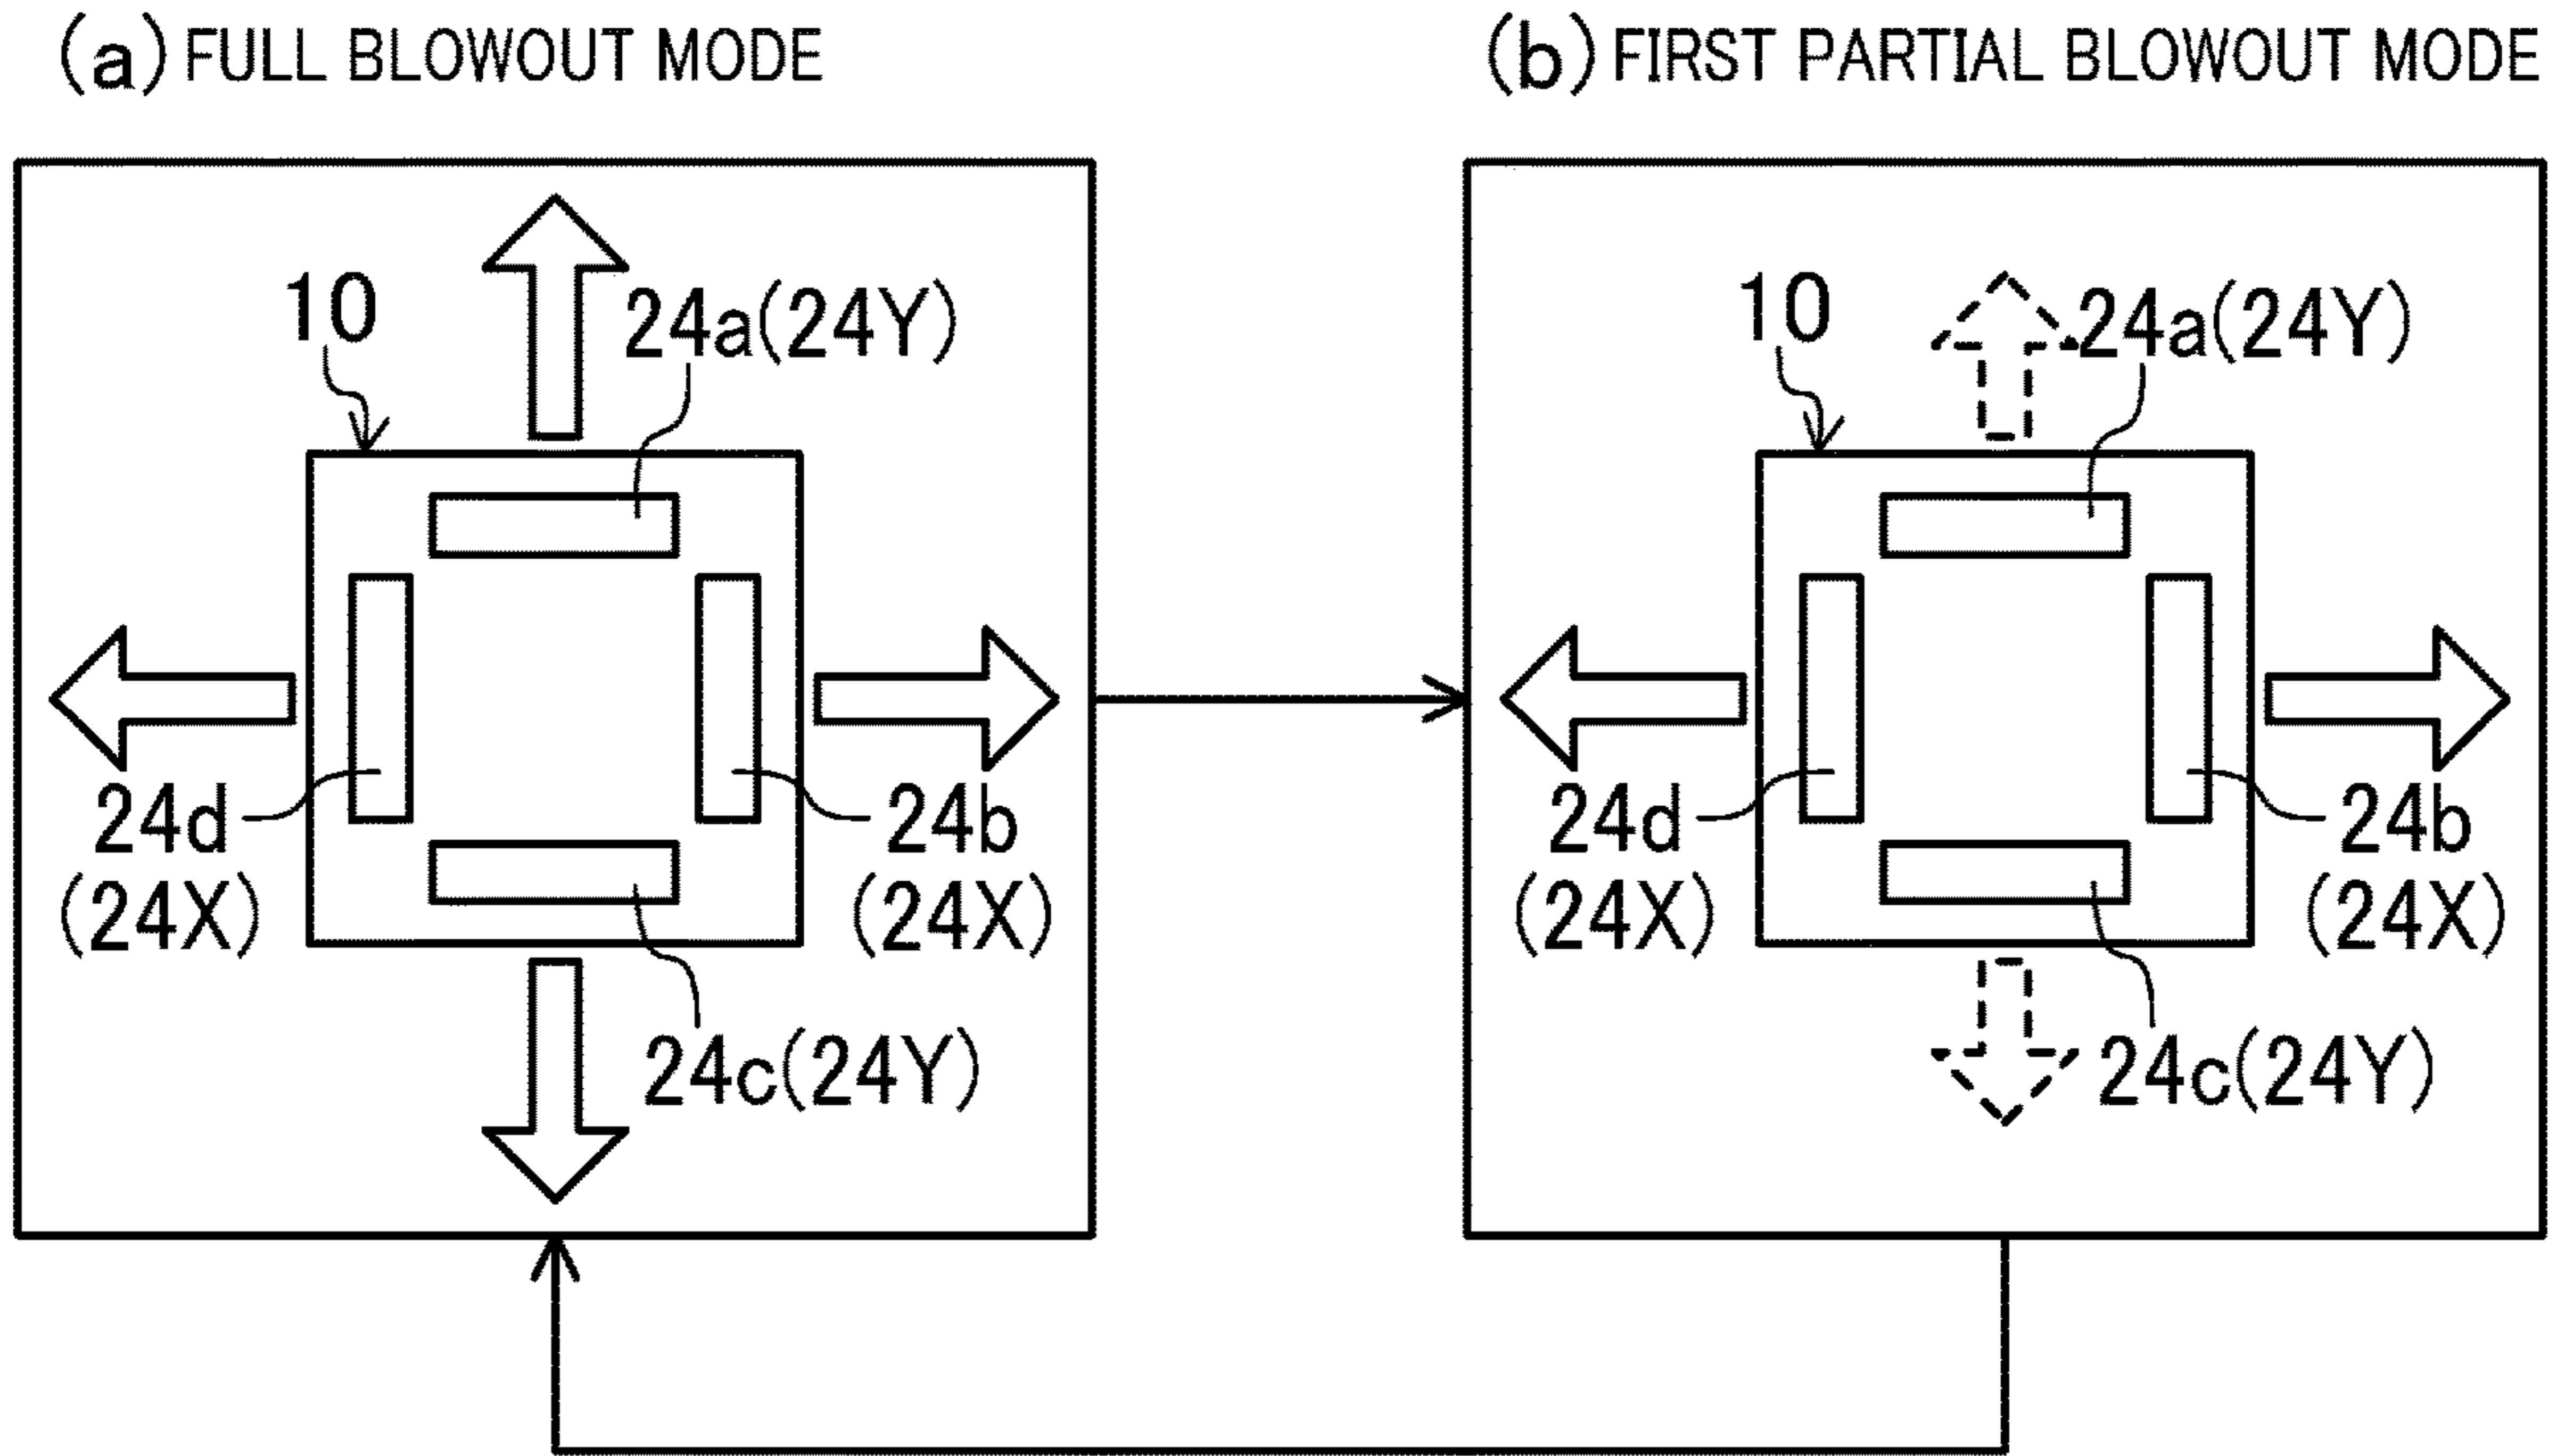 (a) FULL BLOWOUT MODE
10
24a(24Y)
24d
(24X)
24b
(24X)
24c(24Y)
(b) FIRST PARTIAL BLOWOUT MODE
10
24a(24Y)
24d
(24X)
24b
(24X)
24c(24Y)